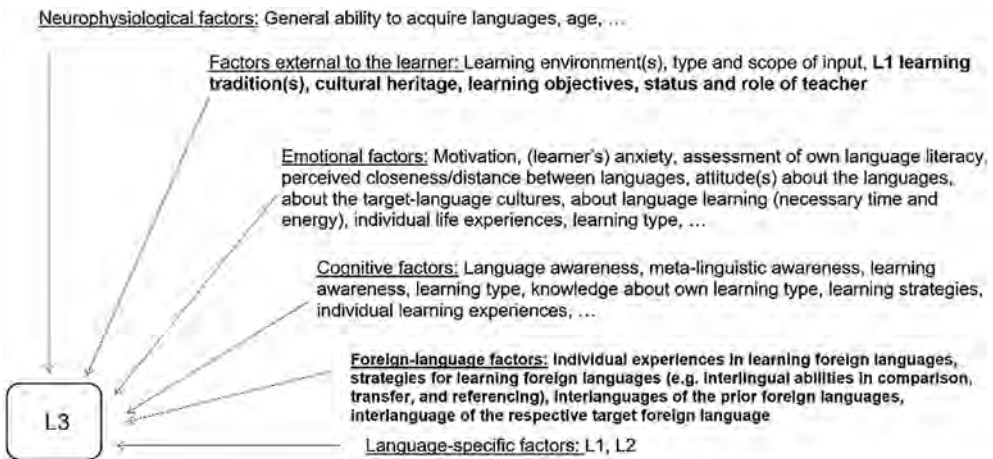 Neurophysiological factors: General ability to acquire languages, age, …
Factors external to the learner: Learning environment(s), type and scope of input, L1 learning
tradition(s), cultural heritage, learning objectives, status and role of teacher
Emotional factors: Motivation, (learner's) anxiety, assessment of own language literacy,
perceived closeness/distance between languages, attitude(s) about the languages,
about the target-language cultures, about language learning (necessary time and
energy), individual life experiences, learning type, …
Cognitive factors: Language awareness, meta-linguistic awareness, learning
awareness, learning type, knowledge about own learning type, learning strategies,
individual learning experiences, …
Foreign-language factors: Individual experiences in learning foreign languages,
strategies for learning foreign languages (e.g. interlingual abilities in comparison,
transfer, and referencing), interlanguages of the prior foreign languages,
interlanguage of the respective target foreign language
L3
Language-specific factors: L1, L2